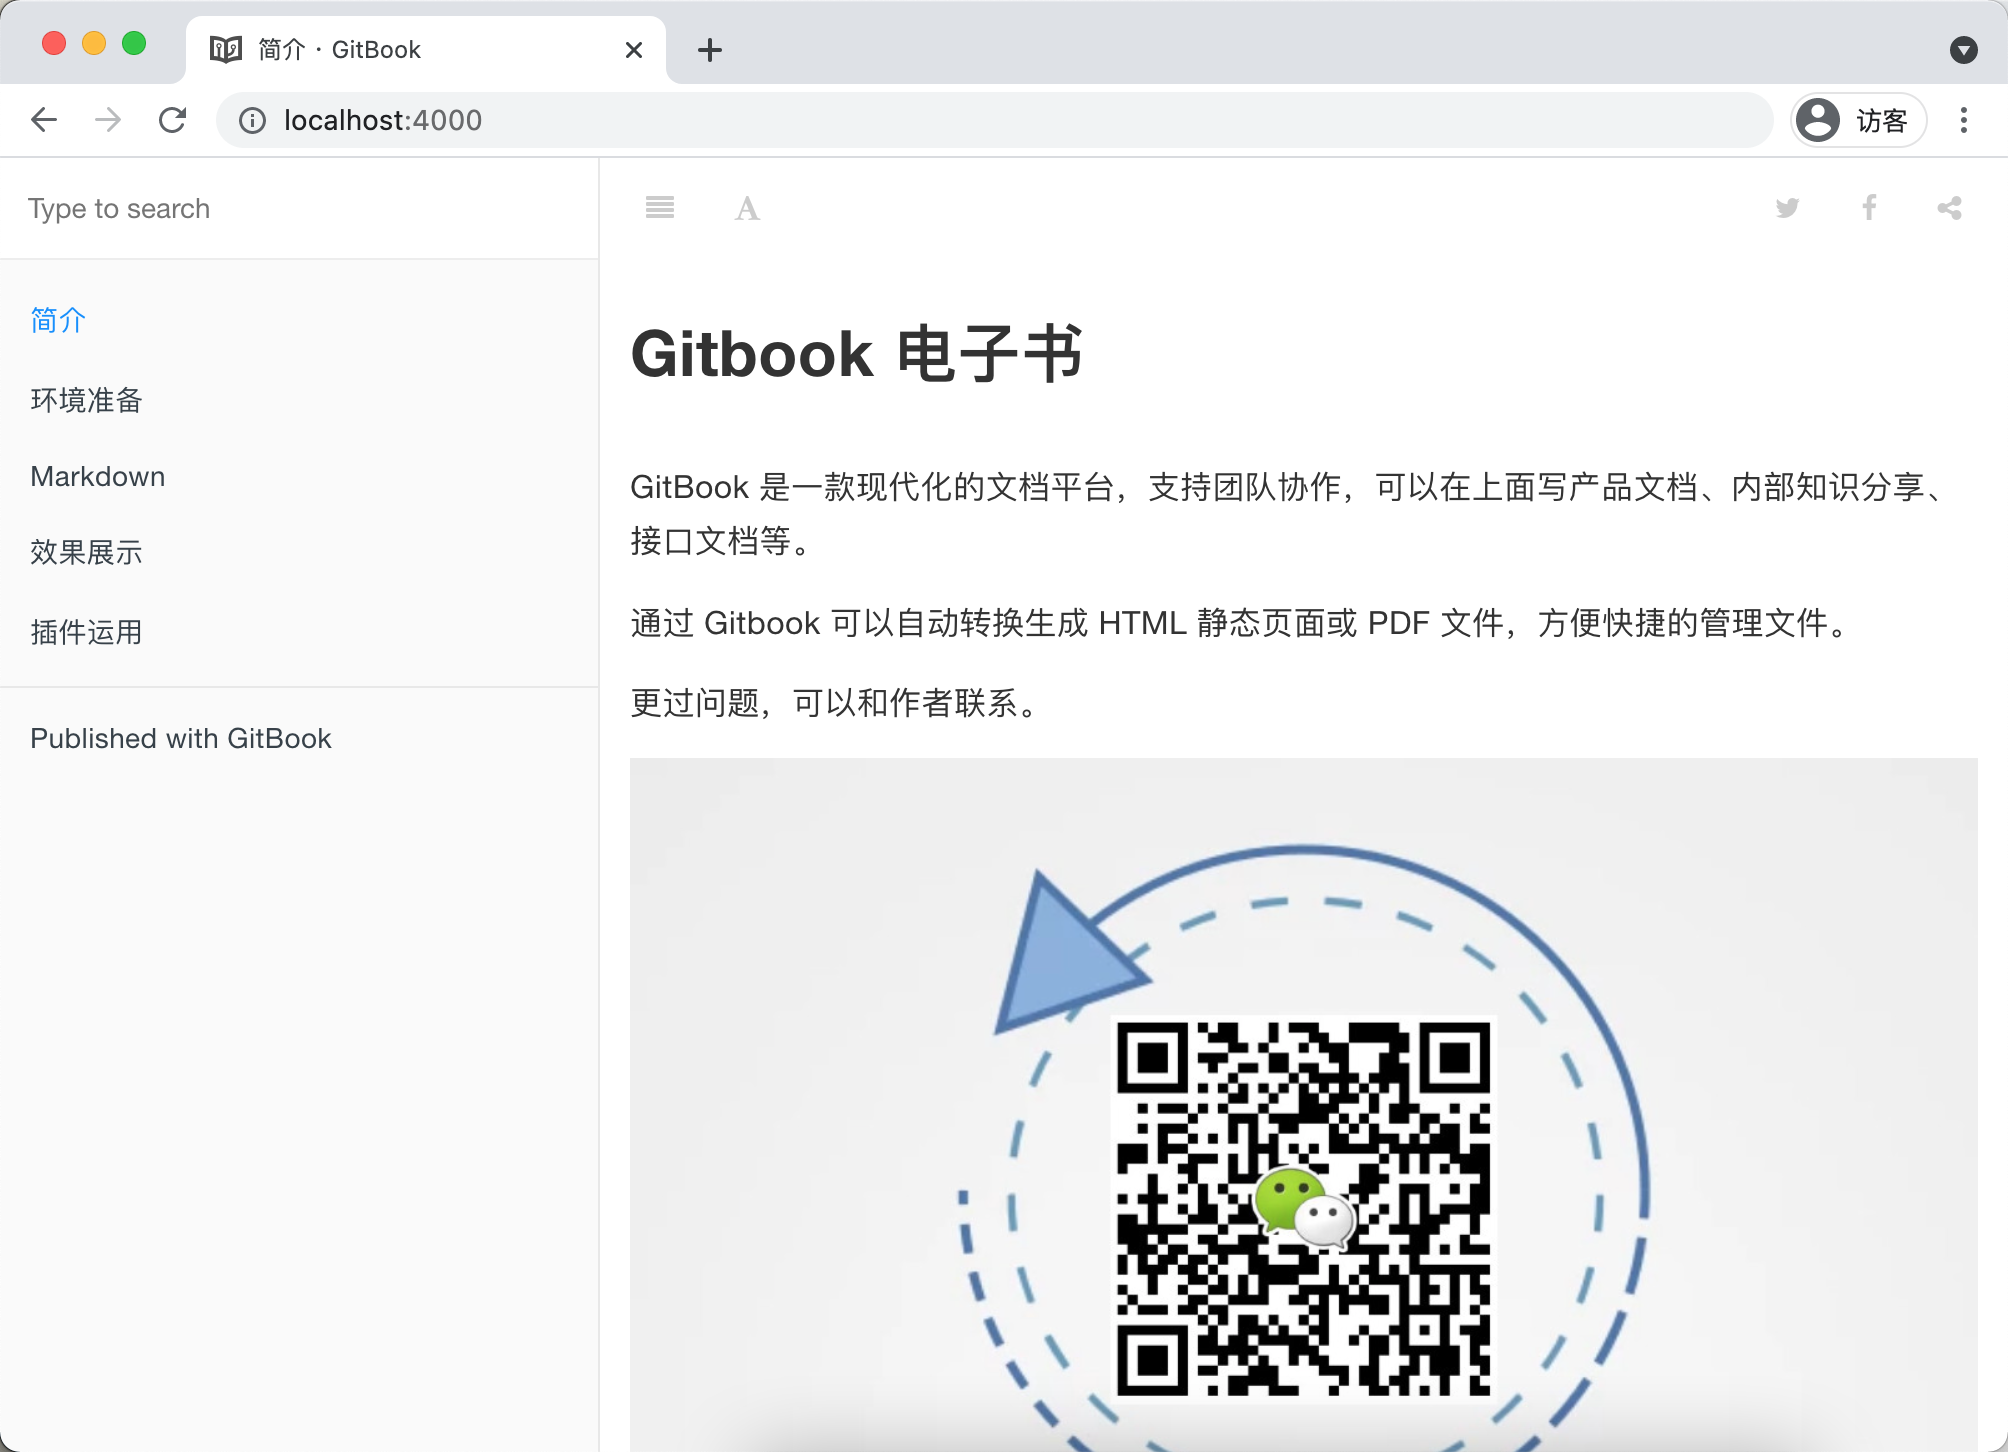 简介 · GitBook
localhost:4000
访客
Type to search
简介
环境准备
Markdown
效果展示
插件运用
Published with GitBook
A
Gitbook 电子书
GitBook 是一款现代化的文档平台，支持团队协作，可以在上面写产品文档、内部知识分享、
接口文档等。
通过 Gitbook 可以自动转换生成 HTML 静态页面或 PDF 文件，方便快捷的管理文件。
更过问题，可以和作者联系。